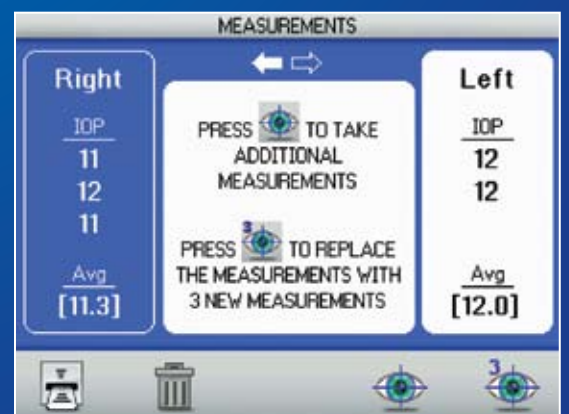 MEASUREMENTS
Right
IOP
11
12
11
Avg
[11.3]
PRESS TO TAKE
ADDITIONAL
MEASUREMENTS
PRESS 3 TO REPLACE
THE MEASUREMENTS WITH
3 NEW MEASUREMENTS
Left
IOP
12
12
Avg
[12.0]
3